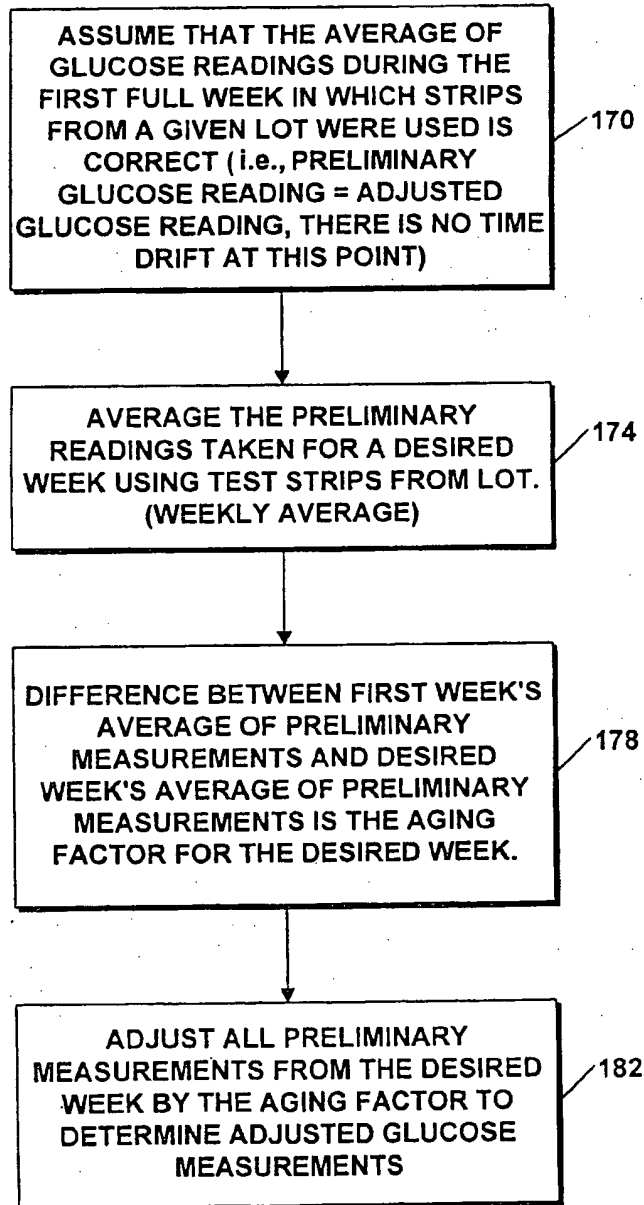 ASSUME THAT THE AVERAGE OF
GLUCOSE READINGS DURING THE
FIRST FULL WEEK IN WHICH STRIPS
FROM A GIVEN LOT WERE USED IS
CORRECT (i.e., PRELIMINARY
GLUCOSE READING = ADJUSTED
GLUCOSE READING, THERE IS NO TIME
DRIFT AT THIS POINT)
170
AVERAGE THE PRELIMINARY
READINGS TAKEN FOR A DESIRED
WEEK USING TEST STRIPS FROM LOT.
(WEEKLY AVERAGE)
174
DIFFERENCE BETWEEN FIRST WEEK'S
AVERAGE OF PRELIMINARY
MEASUREMENTS AND DESIRED
WEEK'S AVERAGE OF PRELIMINARY
MEASUREMENTS IS THE AGING
FACTOR FOR THE DESIRED WEEK.
178
ADJUST ALL PRELIMINARY
MEASUREMENTS FROM THE DESIRED
WEEK BY THE AGING FACTOR TO
DETERMINE ADJUSTED GLUCOSE
MEASUREMENTS
182